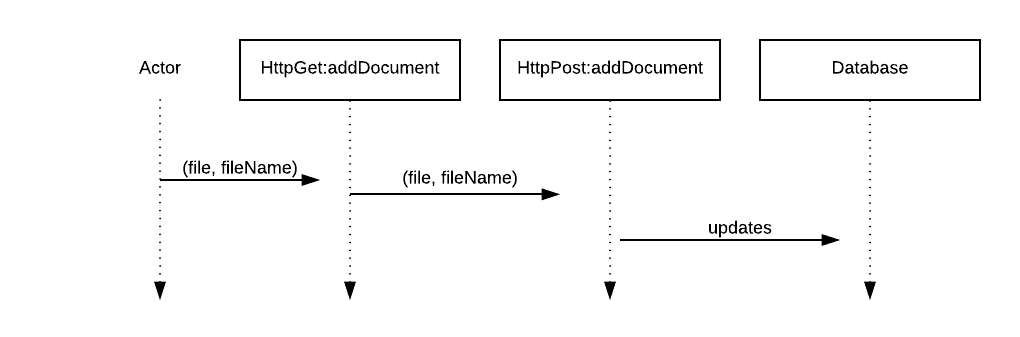 Actor
HttpGet:addDocument
HttpPost:addDocument
Database
(file, fileName)
(file, fileName)
updates